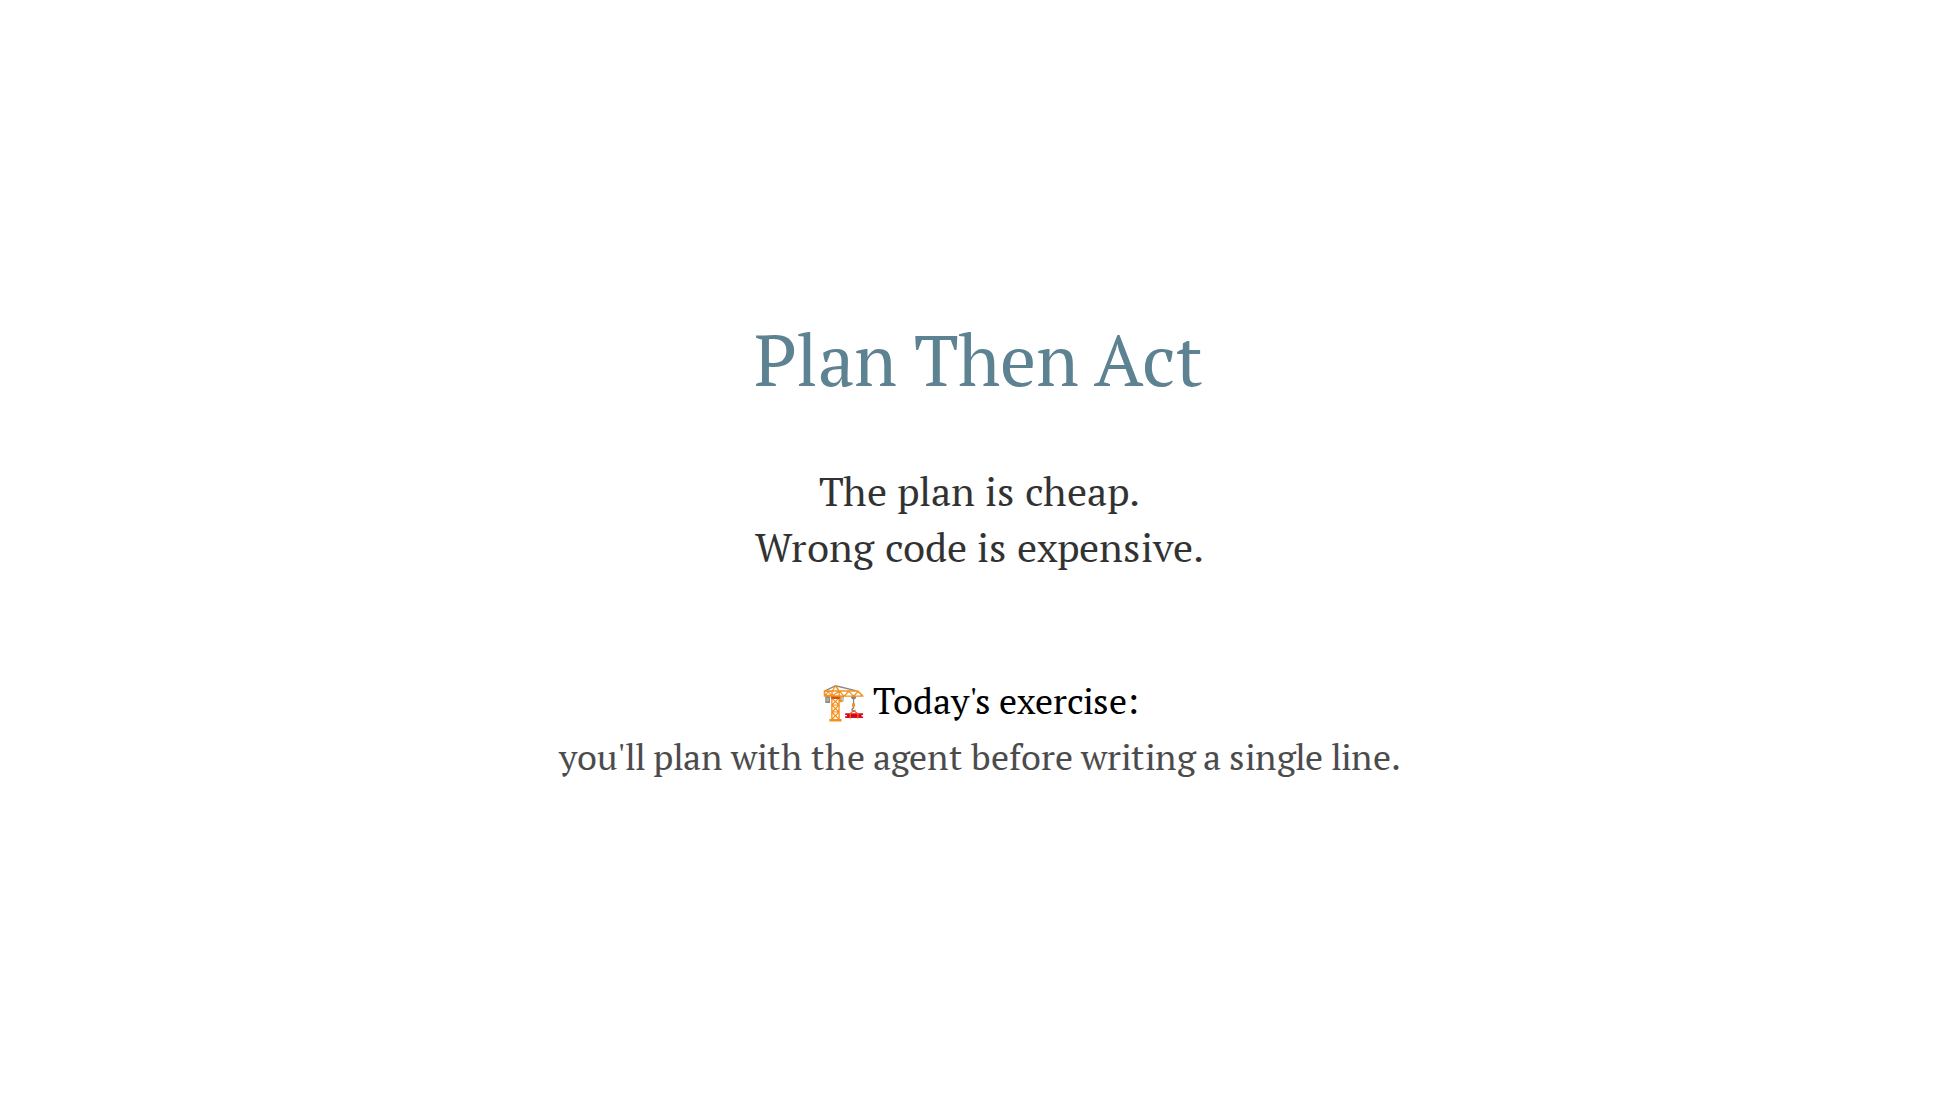 Plan Then Act
The plan is cheap.
Wrong code is expensive.
🏗️ Today's exercise:
you'll plan with the agent before writing a single line.